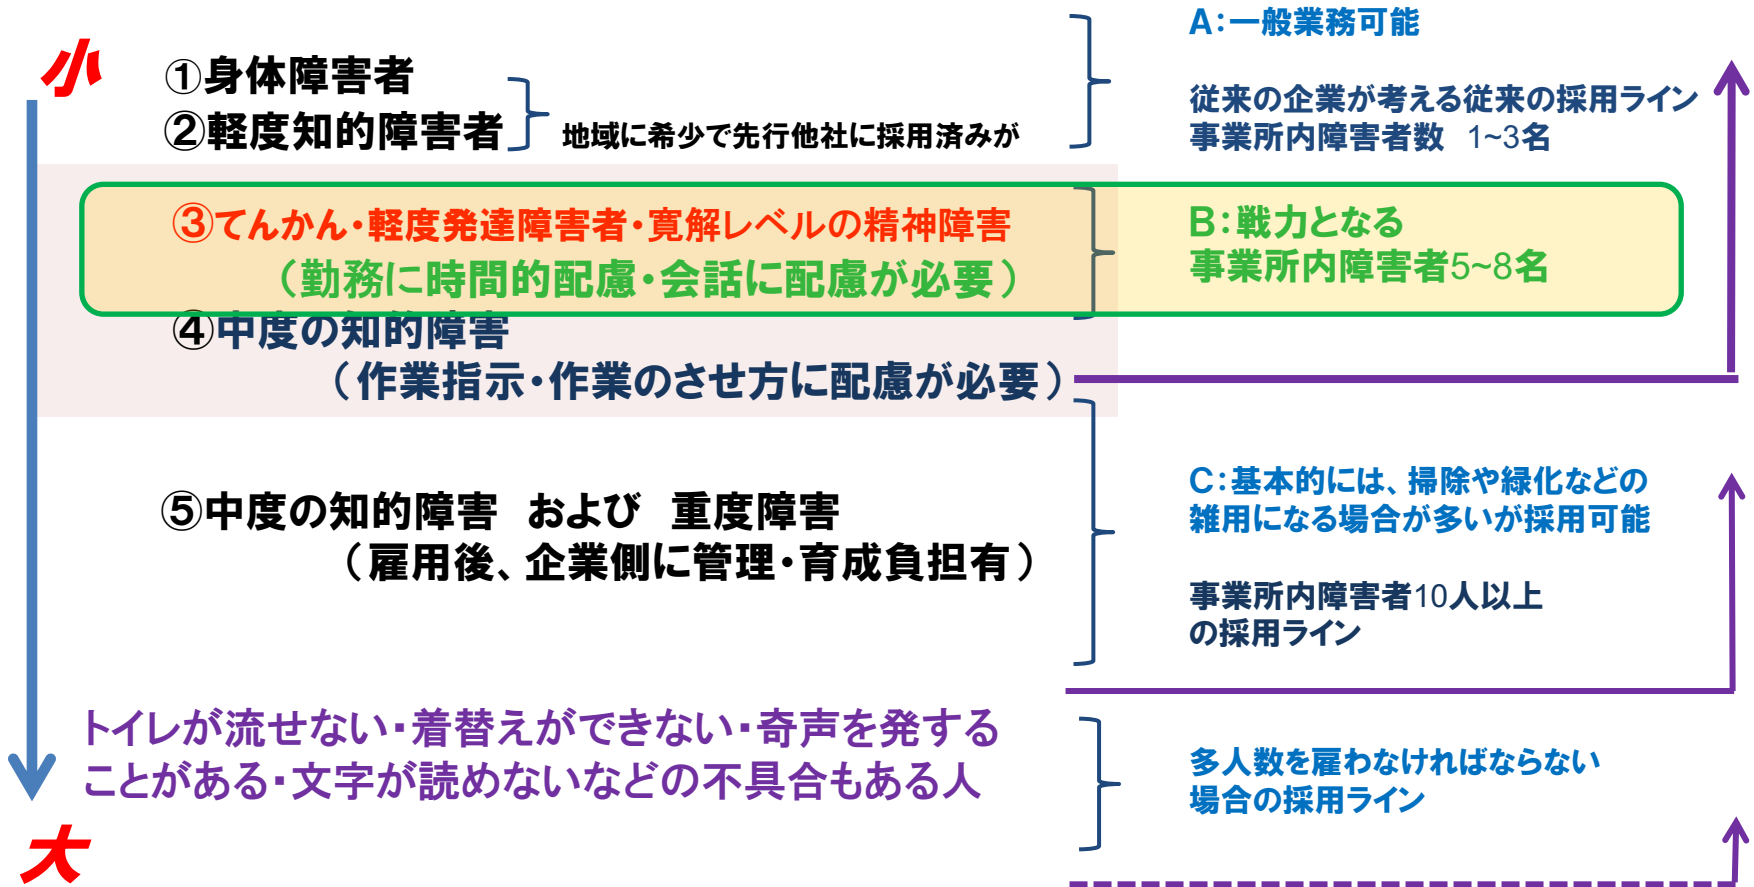 小
①身体障害者
②軽度知的障害者
地域に希少で先行他社に採用済みが
A:一般業務可能
従来の企業が考える従来の採用ライン
事業所内障害者数 1~3名
③てんかん・軽度発達障害者・寛解レベルの精神障害
(勤務に時間的配慮・会話に配慮が必要)
B:戦力となる
事業所内障害者5~8名
④中度の知的障害
(作業指示・作業のさせ方に配慮が必要)
⑤中度の知的障害 および 重度障害
(雇用後、企業側に管理・育成負担有)
C:基本的には、掃除や緑化などの
雑用になる場合が多いが採用可能
事業所内障害者10人以上
の採用ライン
トイレが流せない・着替えができない・奇声を発する
ことがある・文字が読めないなどの不具合もある人
多人数を雇わなければならない
場合の採用ライン
大